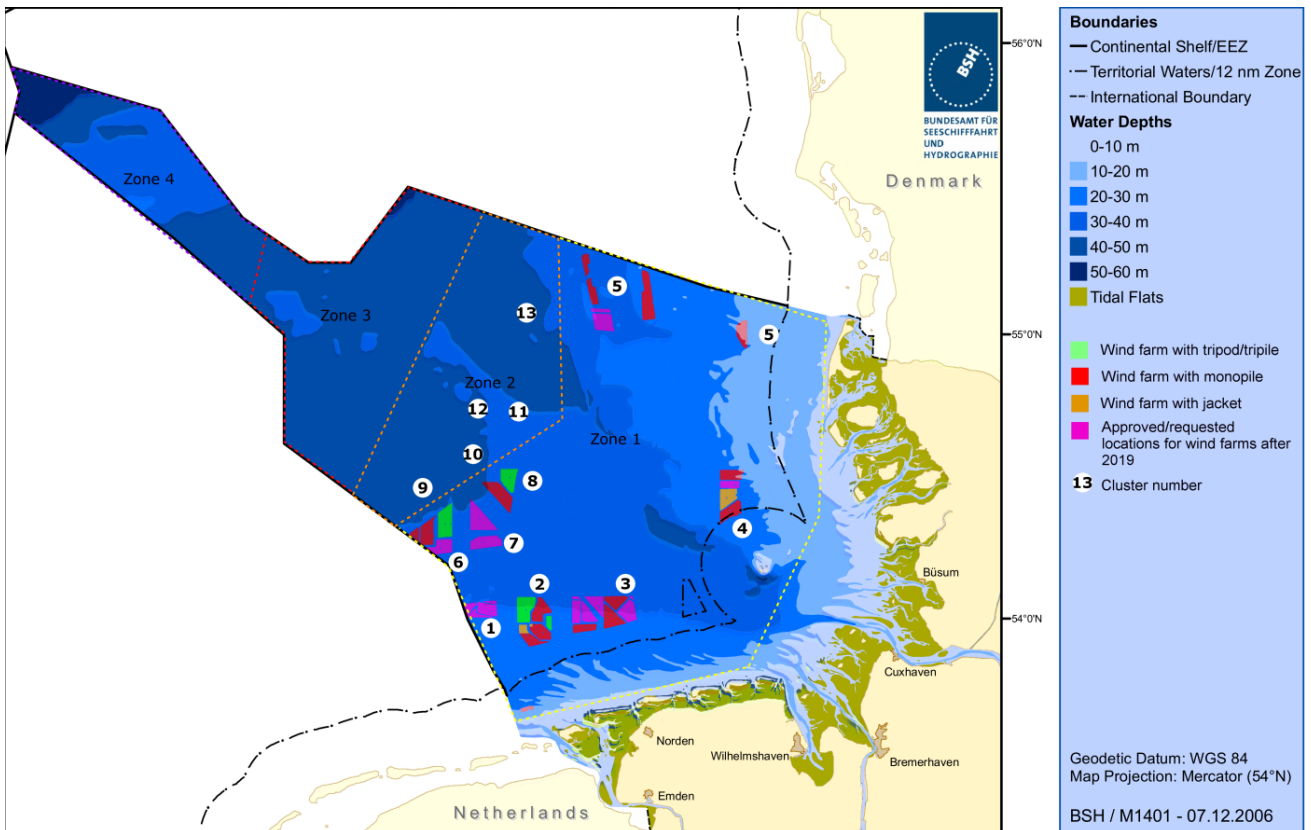 56°0'N
BSH
BUNDESAMT FÜR
SEESCHIFFFAHRT
UND
HYDROGRAPHIE
Denmark
Zone 4
5
13
Zone 3
5
55°0'N
Zone 2
12
11
Zone 1
10
8
9
4
7
6
2
3
Büsum
1
54°0'N
Cuxhaven
Norden
Wilhelmshaven
Bremerhaven
Emden
Netherlands
Boundaries
Continental Shelf/EEZ
Territorial Waters/12 nm Zone
International Boundary
Water Depths
0-10 m
10-20 m
20-30 m
30-40 m
40-50 m
50-60 m
Tidal Flats
Wind farm with tripod/tripile
Wind farm with monopile
Wind farm with jacket
Approved/requested
locations for wind farms after
2019
13 Cluster number
Geodetic Datum: WGS 84
Map Projection: Mercator (54°N)
BSH / M1401 - 07.12.2006